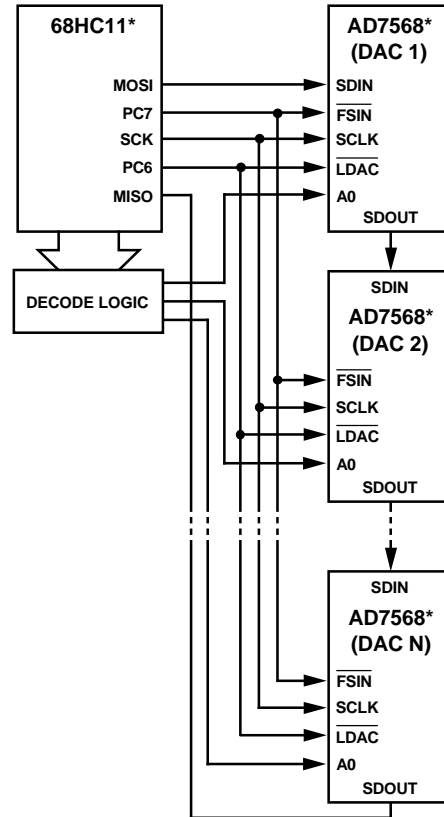 68HC11*
MOSI
PC7
SCK
PC6
MISO
DECODE LOGIC
AD7568*
(DAC 1)
SDIN
FSIN
SCLK
LDAC
A0
SDOUT
SDIN
AD7568*
(DAC 2)
FSIN
SCLK
LDAC
A0
SDOUT
SDIN
AD7568*
(DAC N)
FSIN
SCLK
LDAC
A0
SDOUT